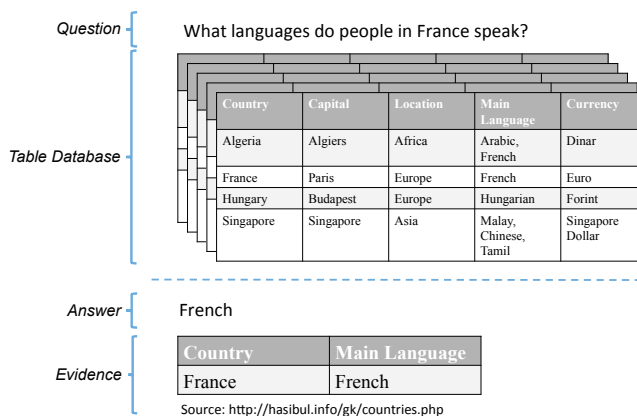 Question What languages do people in France speak?
Table Database
Country Capital Location Main Language Currency
Algeria Algiers Africa Arabic, French Dinar
France Paris Europe French Euro
Hungary Budapest Europe Hungarian Forint
Singapore Singapore Asia Malay, Chinese, Tamil Singapore Dollar
Answer French
Evidence
Country Main Language
France French
Source: http://hasibul.info/gk/countries.php